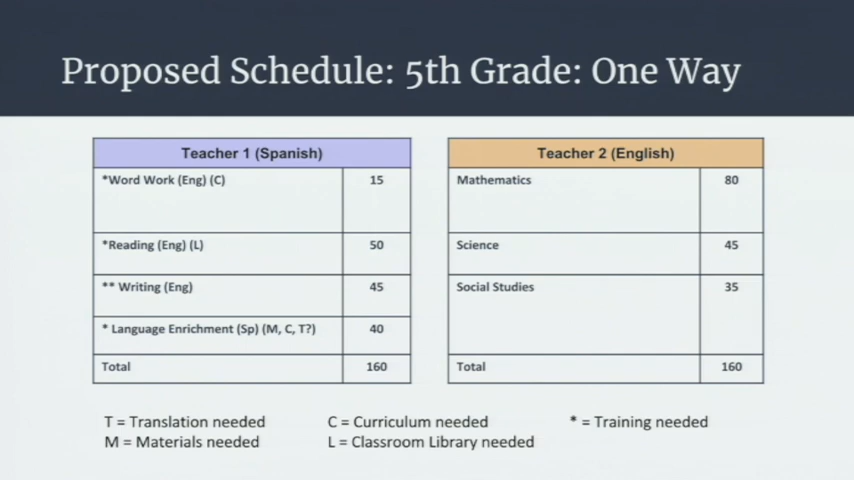 Proposed Schedule: 5th Grade: One Way
Teacher 1 (Spanish)
*Word Work (Eng) (C) 15
*Reading (Eng) (L) 50
** Writing (Eng) 45
* Language Enrichment (Sp) (M, C, T?) 40
Total 160
Teacher 2 (English)
Mathematics 80
Science 45
Social Studies 35
Total 160
T = Translation needed C = Curriculum needed * = Training needed
M = Materials needed L = Classroom Library needed